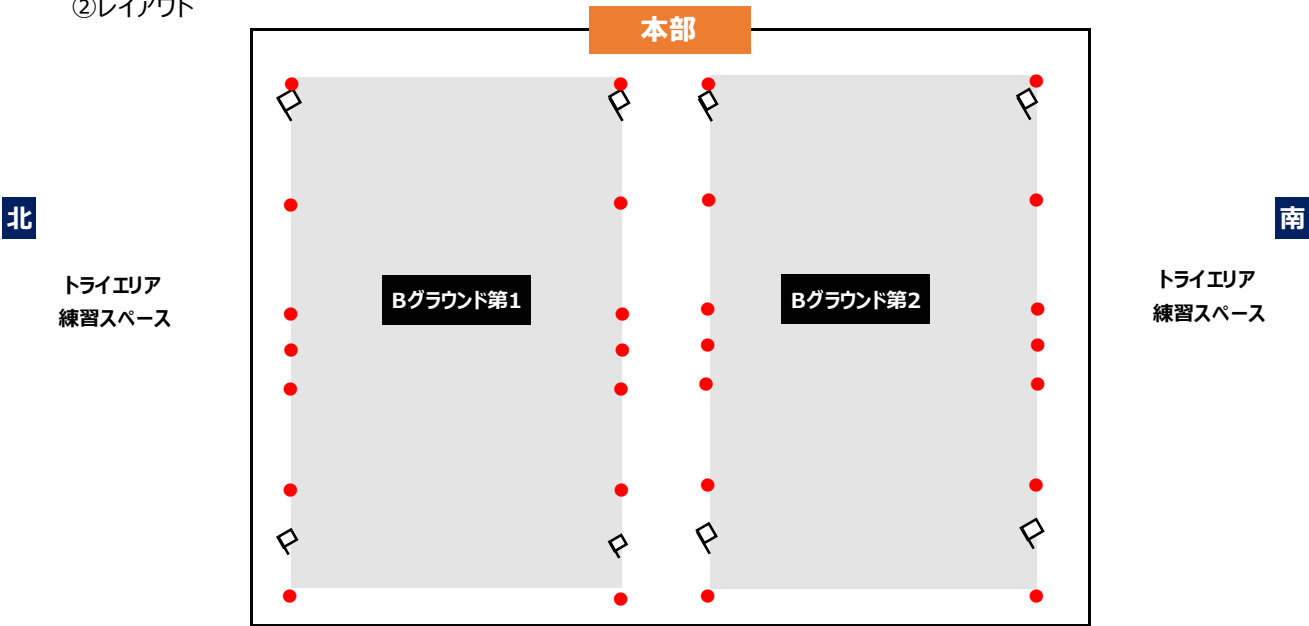 ②レイアウト
本部
北
南
トライエリア
練習スペース
Bグラウンド第1
Bグラウンド第2
トライエリア
練習スペース